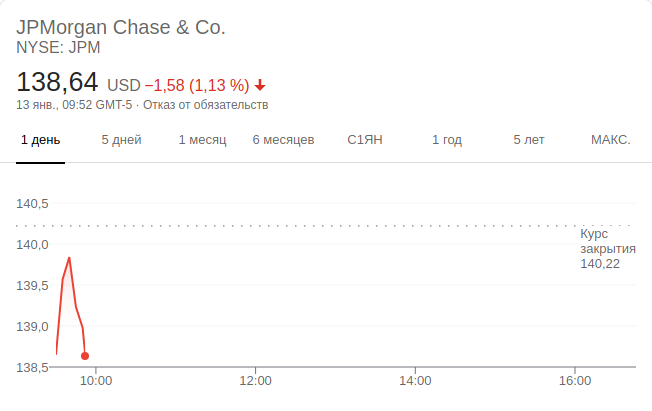 JPMorgan Chase & Co.
NYSE: JPM
138,64 USD −1,58 (1,13 %)
13 янв., 09:52 GMT-5 · Отказ от обязательств
1 день 5 дней 1 месяц 6 месяцев С1ЯН 1 год 5 лет МАКС.
140,5
Курс
закрытия
140,22
140,0
139,5
139,0
138,5
10:00 12:00 14:00 16:00